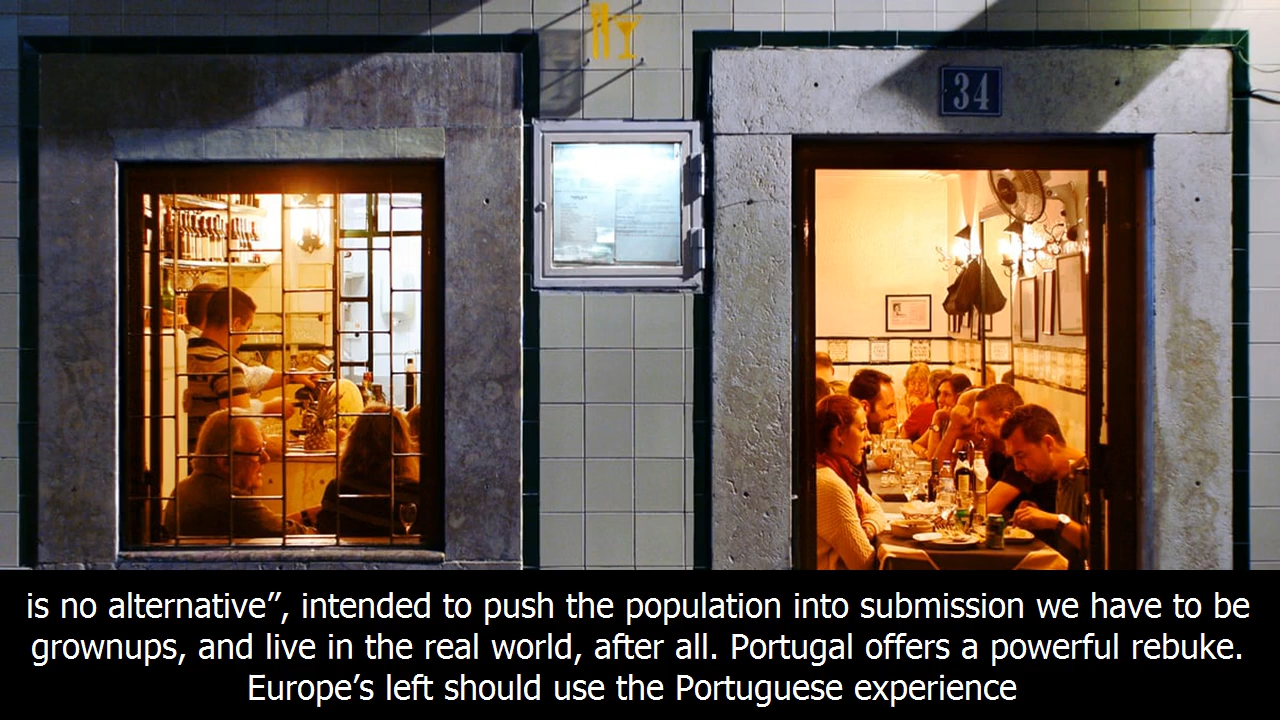 34
is no alternative”, intended to push the population into submission we have to be
grownups, and live in the real world, after all. Portugal offers a powerful rebuke.
Europe’s left should use the Portuguese experience